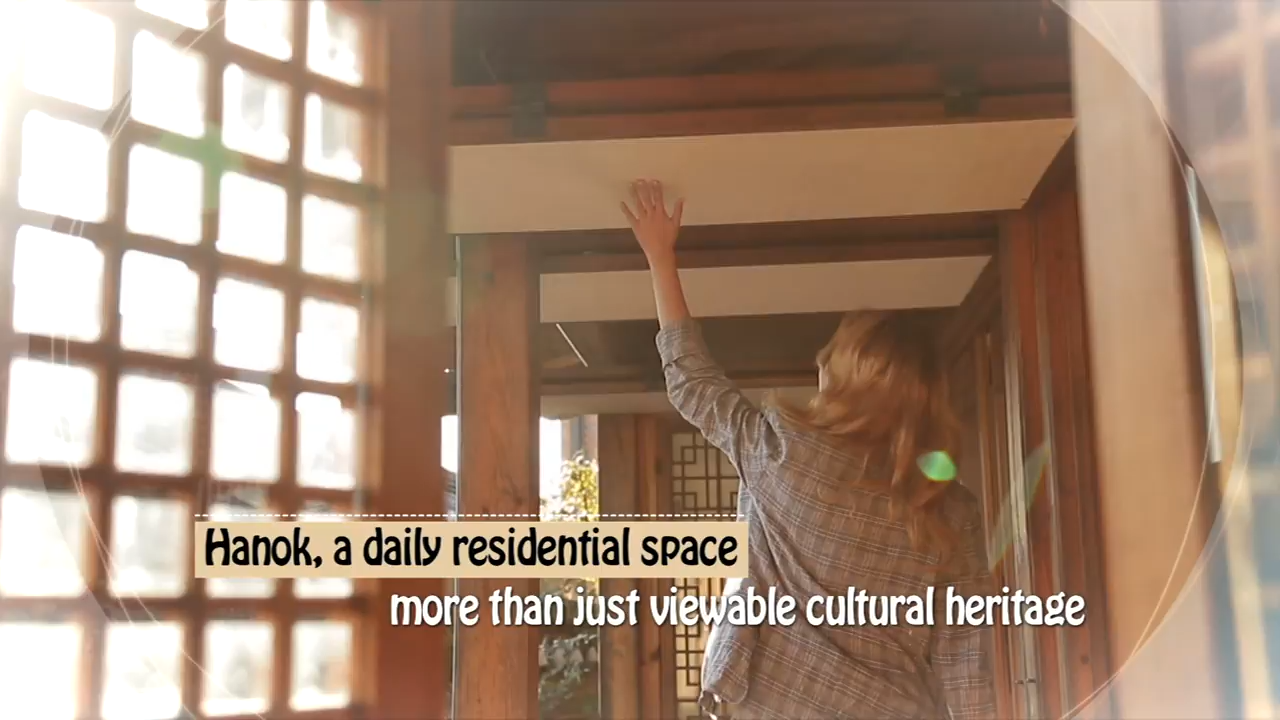 Hanok, a daily residential space
more than just viewable cultural heritage